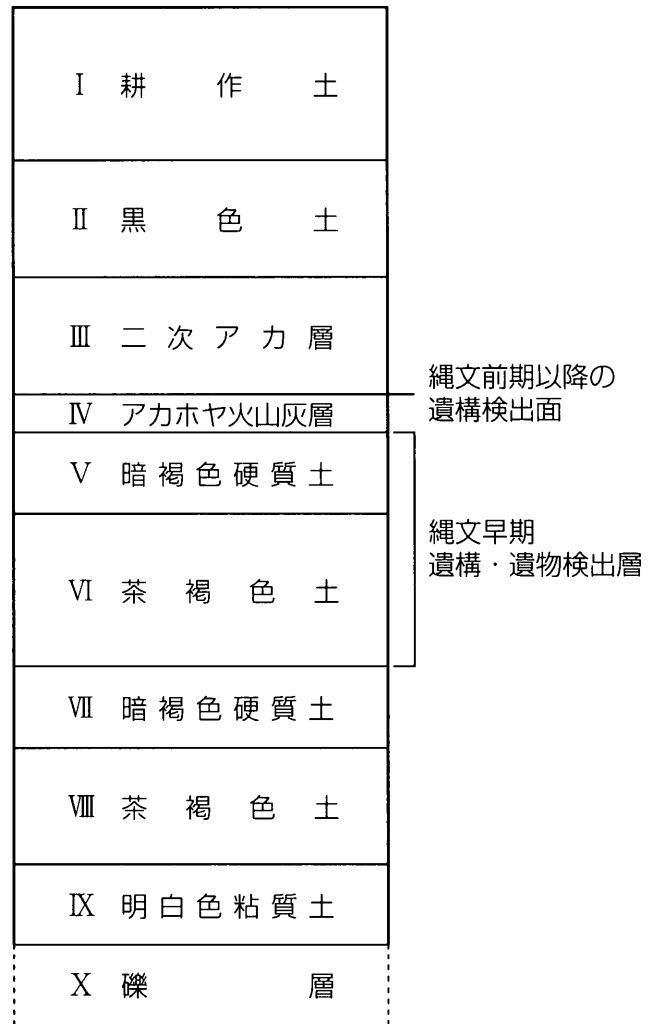 Ⅰ 耕作土
Ⅱ 黒色土
Ⅲ 二次アカ層
縄文前期以降の
遺構検出面
Ⅳ アカホヤ火山灰層
Ⅴ 暗褐色硬質土
縄文早期
遺構・遺物検出層
Ⅵ 茶褐色土
Ⅶ 暗褐色硬質土
Ⅷ 茶褐色土
Ⅸ 明白色粘質土
Ⅹ 礫層